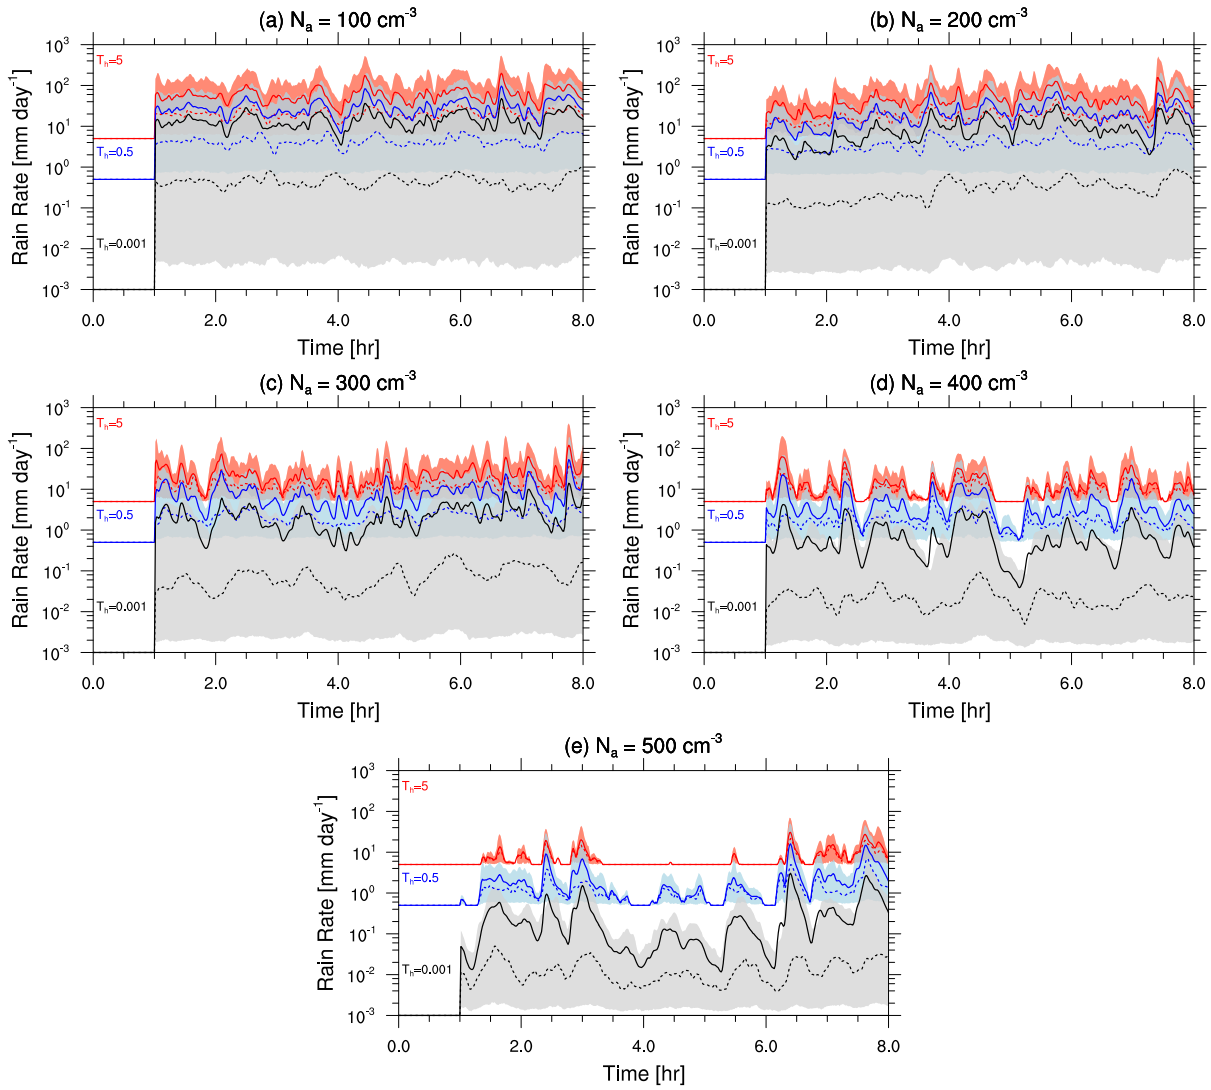 (a) Nₐ = 100 cm⁻³
Rain Rate [mm day⁻¹]
10³
10²
10¹
10⁰
10⁻¹
10⁻²
10⁻³
Tₕ=5
Tₕ=0.5
Tₕ=0.001
0.0 2.0 4.0 6.0 8.0
Time [hr]
(b) Nₐ = 200 cm⁻³
Rain Rate [mm day⁻¹]
10³
10²
10¹
10⁰
10⁻¹
10⁻²
10⁻³
Tₕ=5
Tₕ=0.5
Tₕ=0.001
0.0 2.0 4.0 6.0 8.0
Time [hr]
(c) Nₐ = 300 cm⁻³
Rain Rate [mm day⁻¹]
10³
10²
10¹
10⁰
10⁻¹
10⁻²
10⁻³
Tₕ=5
Tₕ=0.5
Tₕ=0.001
0.0 2.0 4.0 6.0 8.0
Time [hr]
(d) Nₐ = 400 cm⁻³
Rain Rate [mm day⁻¹]
10³
10²
10¹
10⁰
10⁻¹
10⁻²
10⁻³
Tₕ=5
Tₕ=0.5
Tₕ=0.001
0.0 2.0 4.0 6.0 8.0
Time [hr]
(e) Nₐ = 500 cm⁻³
Rain Rate [mm day⁻¹]
10³
10²
10¹
10⁰
10⁻¹
10⁻²
10⁻³
Tₕ=5
Tₕ=0.5
Tₕ=0.001
0.0 2.0 4.0 6.0 8.0
Time [hr]